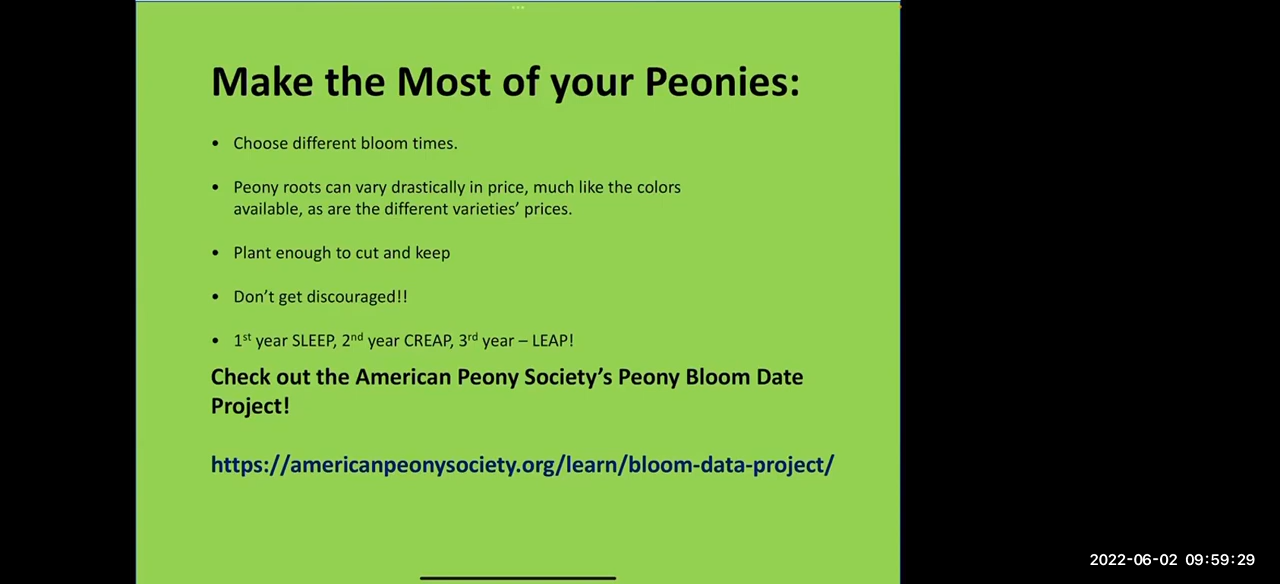 Make the Most of your Peonies:
• Choose different bloom times.
• Peony roots can vary drastically in price, much like the colors
available, as are the different varieties’ prices.
• Plant enough to cut and keep
• Don’t get discouraged!!
• 1st year SLEEP, 2nd year CREAP, 3rd year – LEAP!
Check out the American Peony Society’s Peony Bloom Date
Project!
https://americanpeonysociety.org/learn/bloom-data-project/
2022-06-02 09:59:29